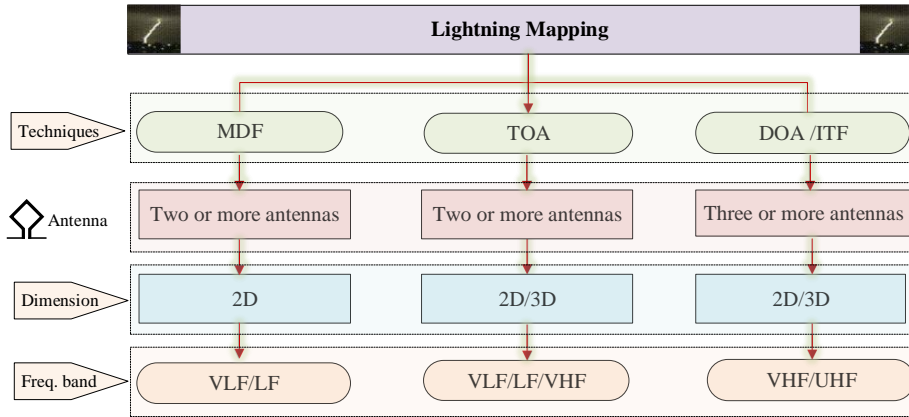 Lightning Mapping
Techniques
MDF
TOA
DOA /ITF
Antenna
Two or more antennas
Two or more antennas
Three or more antennas
Dimension
2D
2D/3D
2D/3D
Freq. band
VLF/LF
VLF/LF/VHF
VHF/UHF